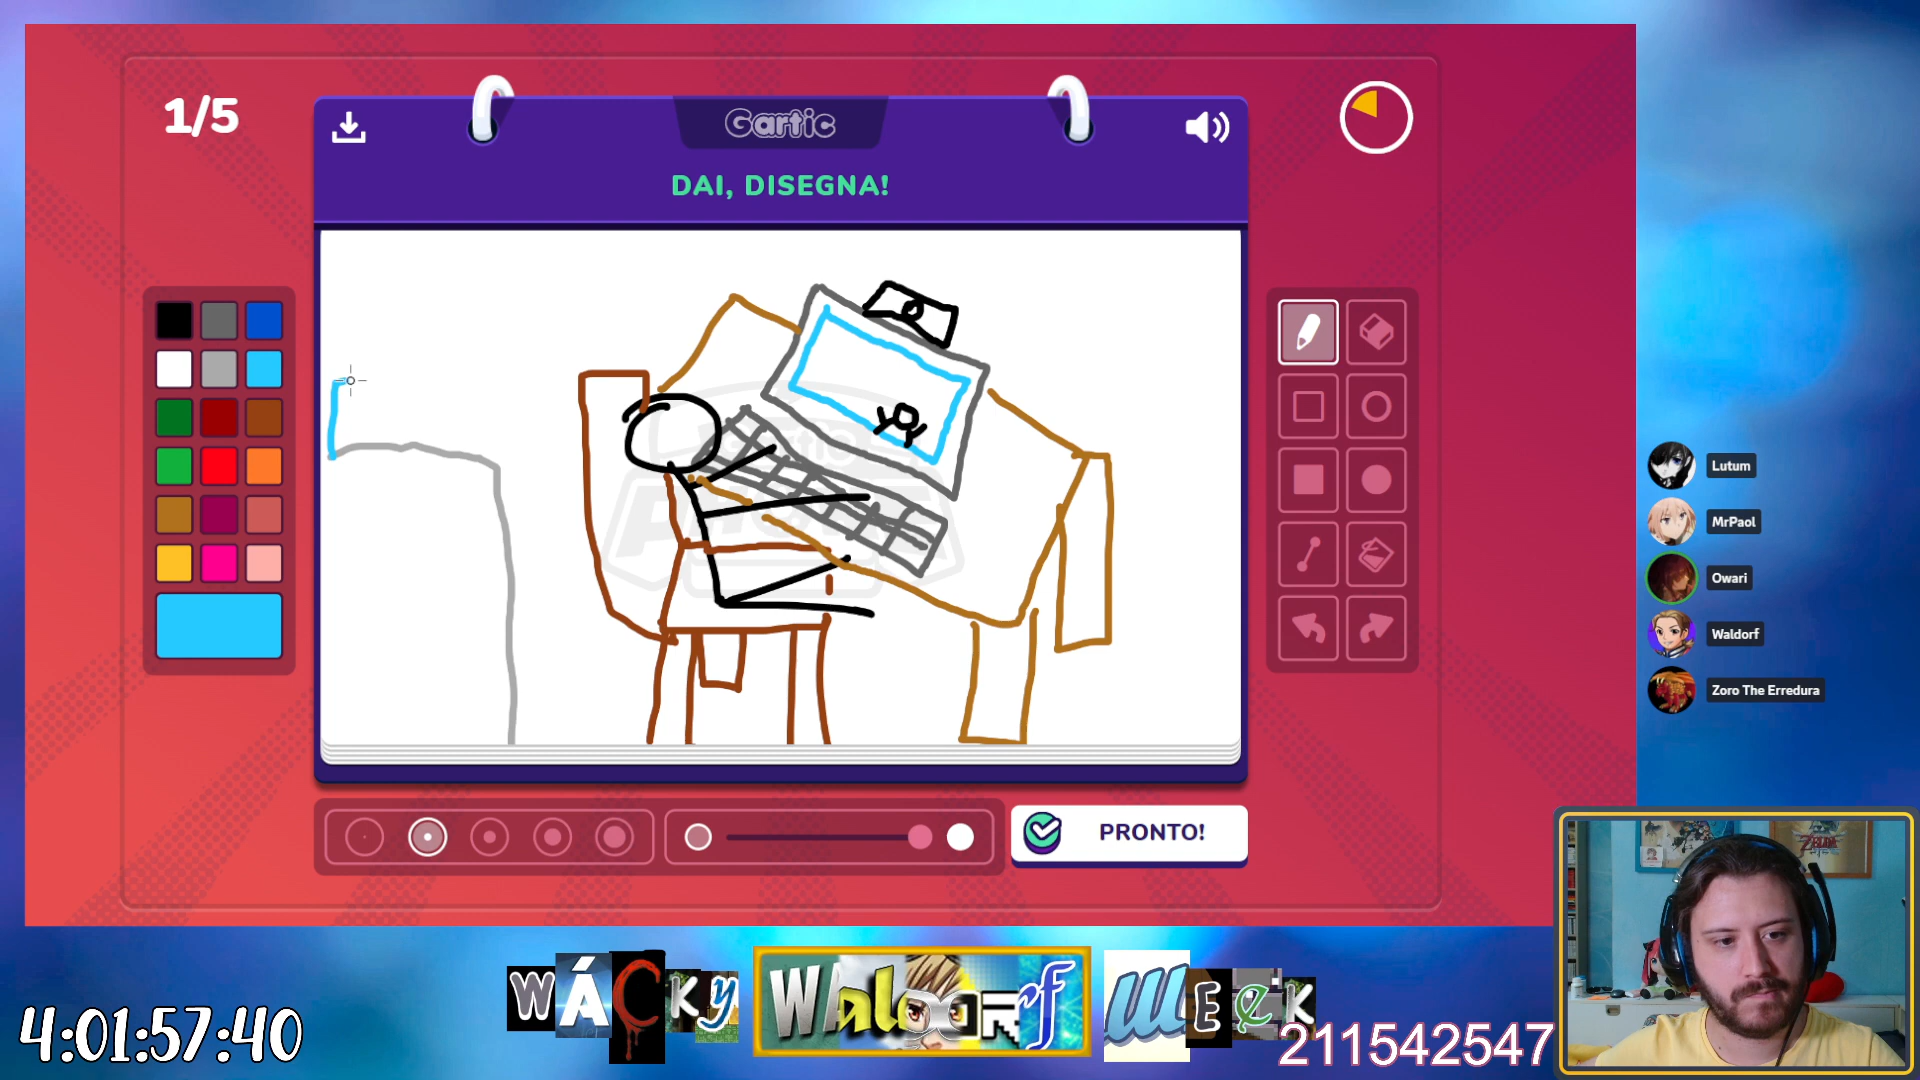 1/5
Gartic
DAI, DISEGNA!
PRONTO!
Lutum
MrPaol
Owari
Waldorf
Zoro The Erredura
ZELDA
4:01:57:40
WÁCKy
WAldorf
WEeK
211542547